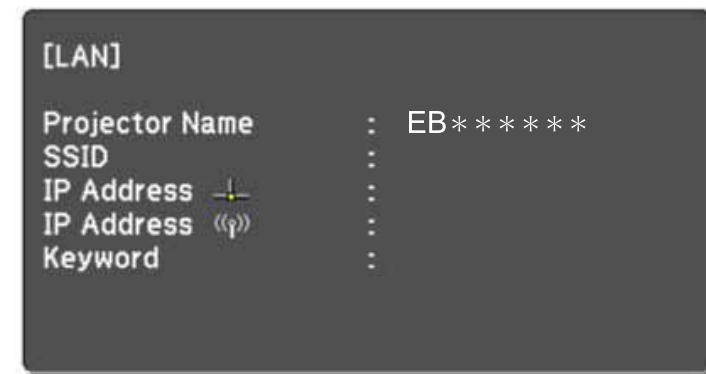 [LAN]
Projector Name : EB******
SSID :
IP Address :
IP Address :
Keyword :